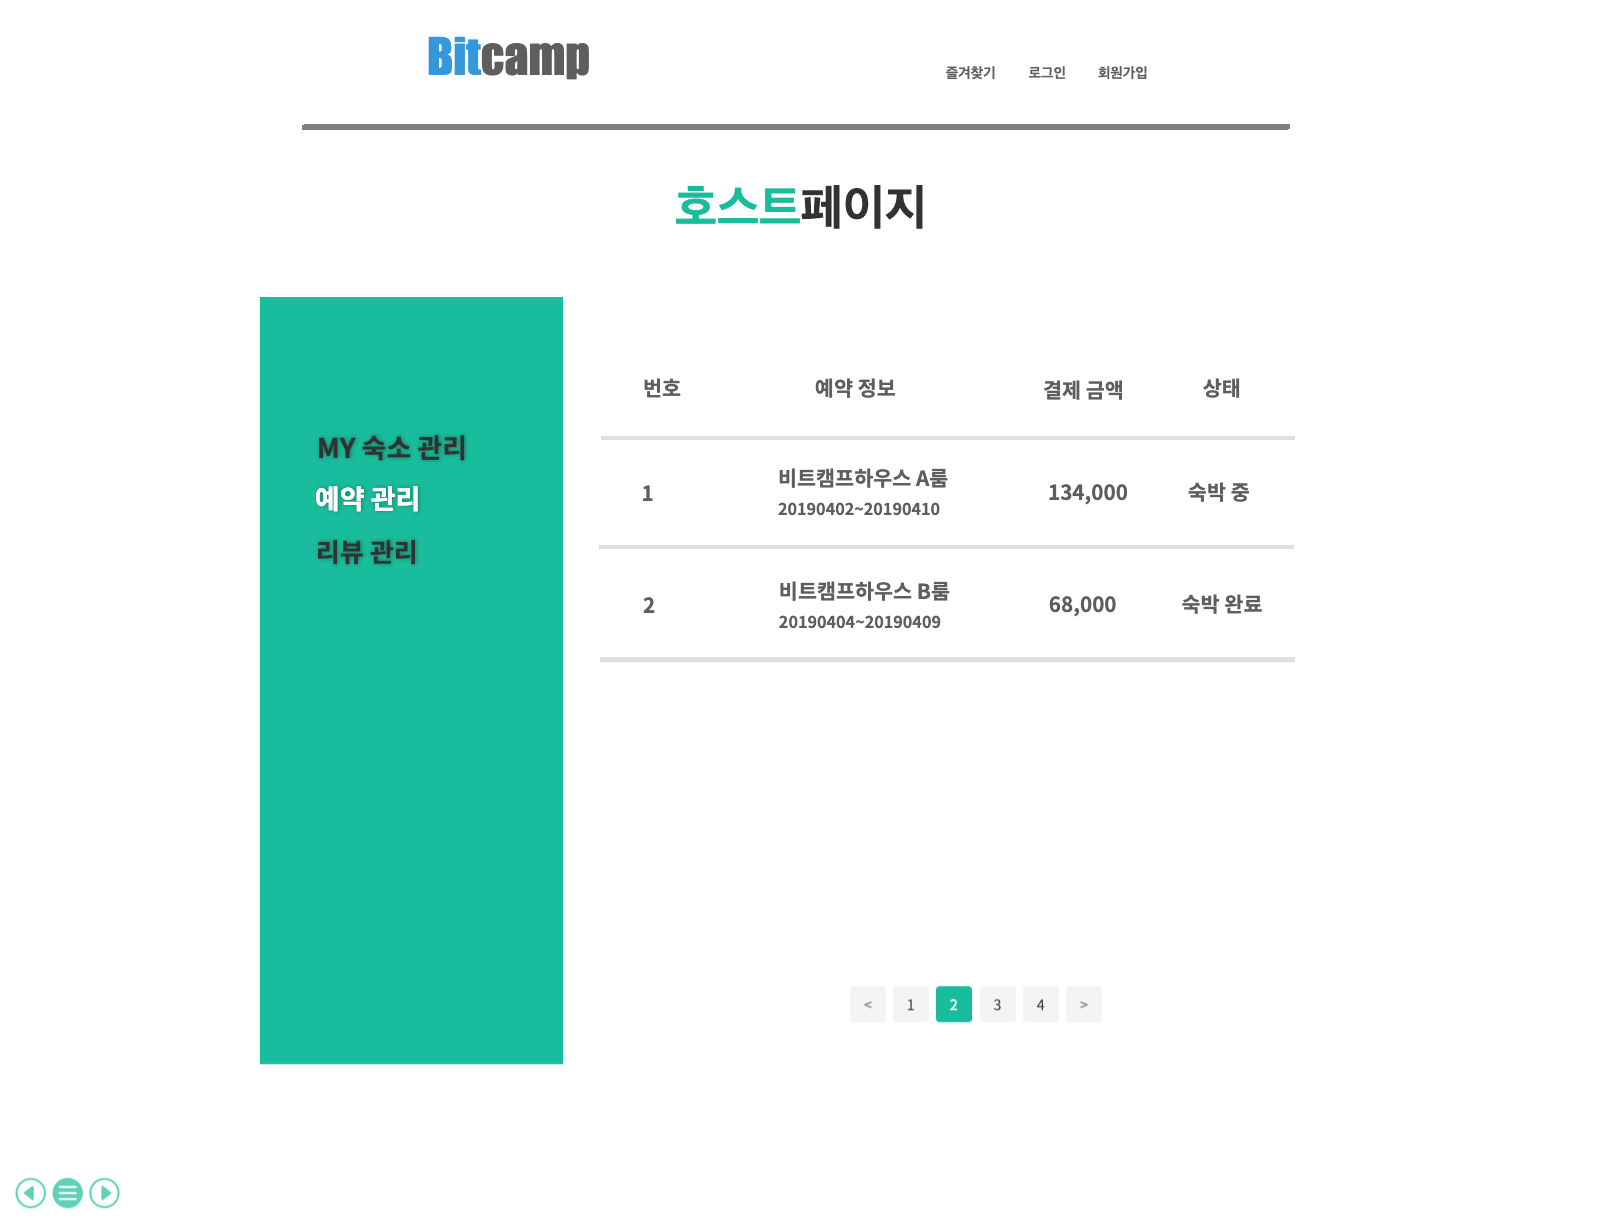 Bitcamp
즐겨찾기 로그인 회원가입
호스트페이지
MY 숙소 관리
예약 관리
리뷰 관리
번호 예약 정보 결제 금액 상태
1 비트캠프하우스 A룸 134,000 숙박 중
20190402~20190410
2 비트캠프하우스 B룸 68,000 숙박 완료
20190404~20190409
< 1 2 3 4 >